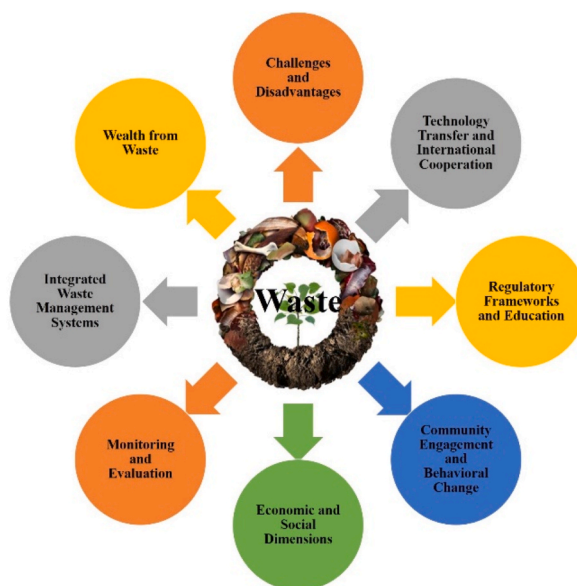 Challenges
and
Disadvantages
Technology
Transfer and
International
Cooperation
Wealth from
Waste
Integrated
Waste
Management
Systems
Waste
Regulatory
Frameworks
and Education
Monitoring
and
Evaluation
Community
Engagement
and
Behavioral
Change
Economic and
Social
Dimensions